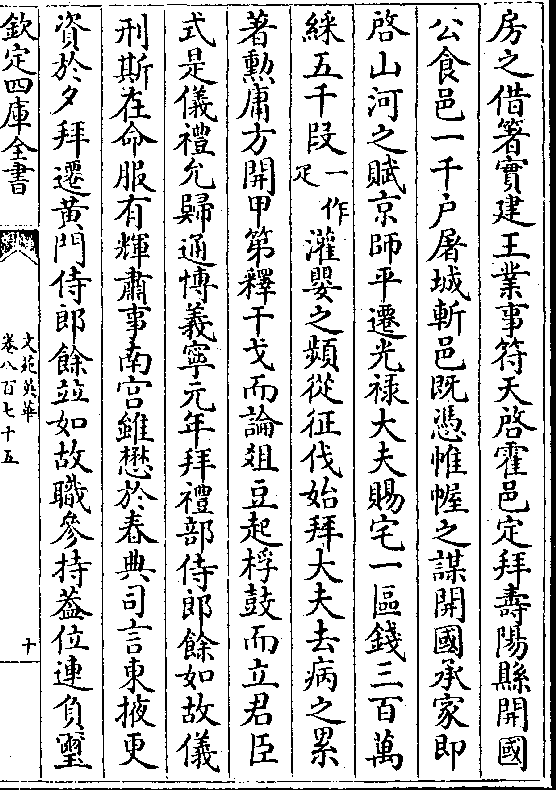 房之借箸實建王業事符天啓霍邑定拜壽陽縣開國
公食邑一千户屠城斬邑既憑帷幄之謀開國承家即
啓山河之賦京師平遷光禄大夫賜宅一區錢三百萬
綵五千段一作疋灌嬰之頻從征伐始拜大夫去病之累
著勲庸方開甲第釋干戈而論爼豆起桴鼓而立君臣
式是儀禮允歸通博義寧元年拜禮部侍郎餘如故儀
刑斯在命服有輝肅事南宫雖懋於春典司言東掖更
資於夕拜遷黄門侍郎餘竝如故職參持蓋位連負璽
欽定四庫全書
文苑英華
卷八百七十五
十